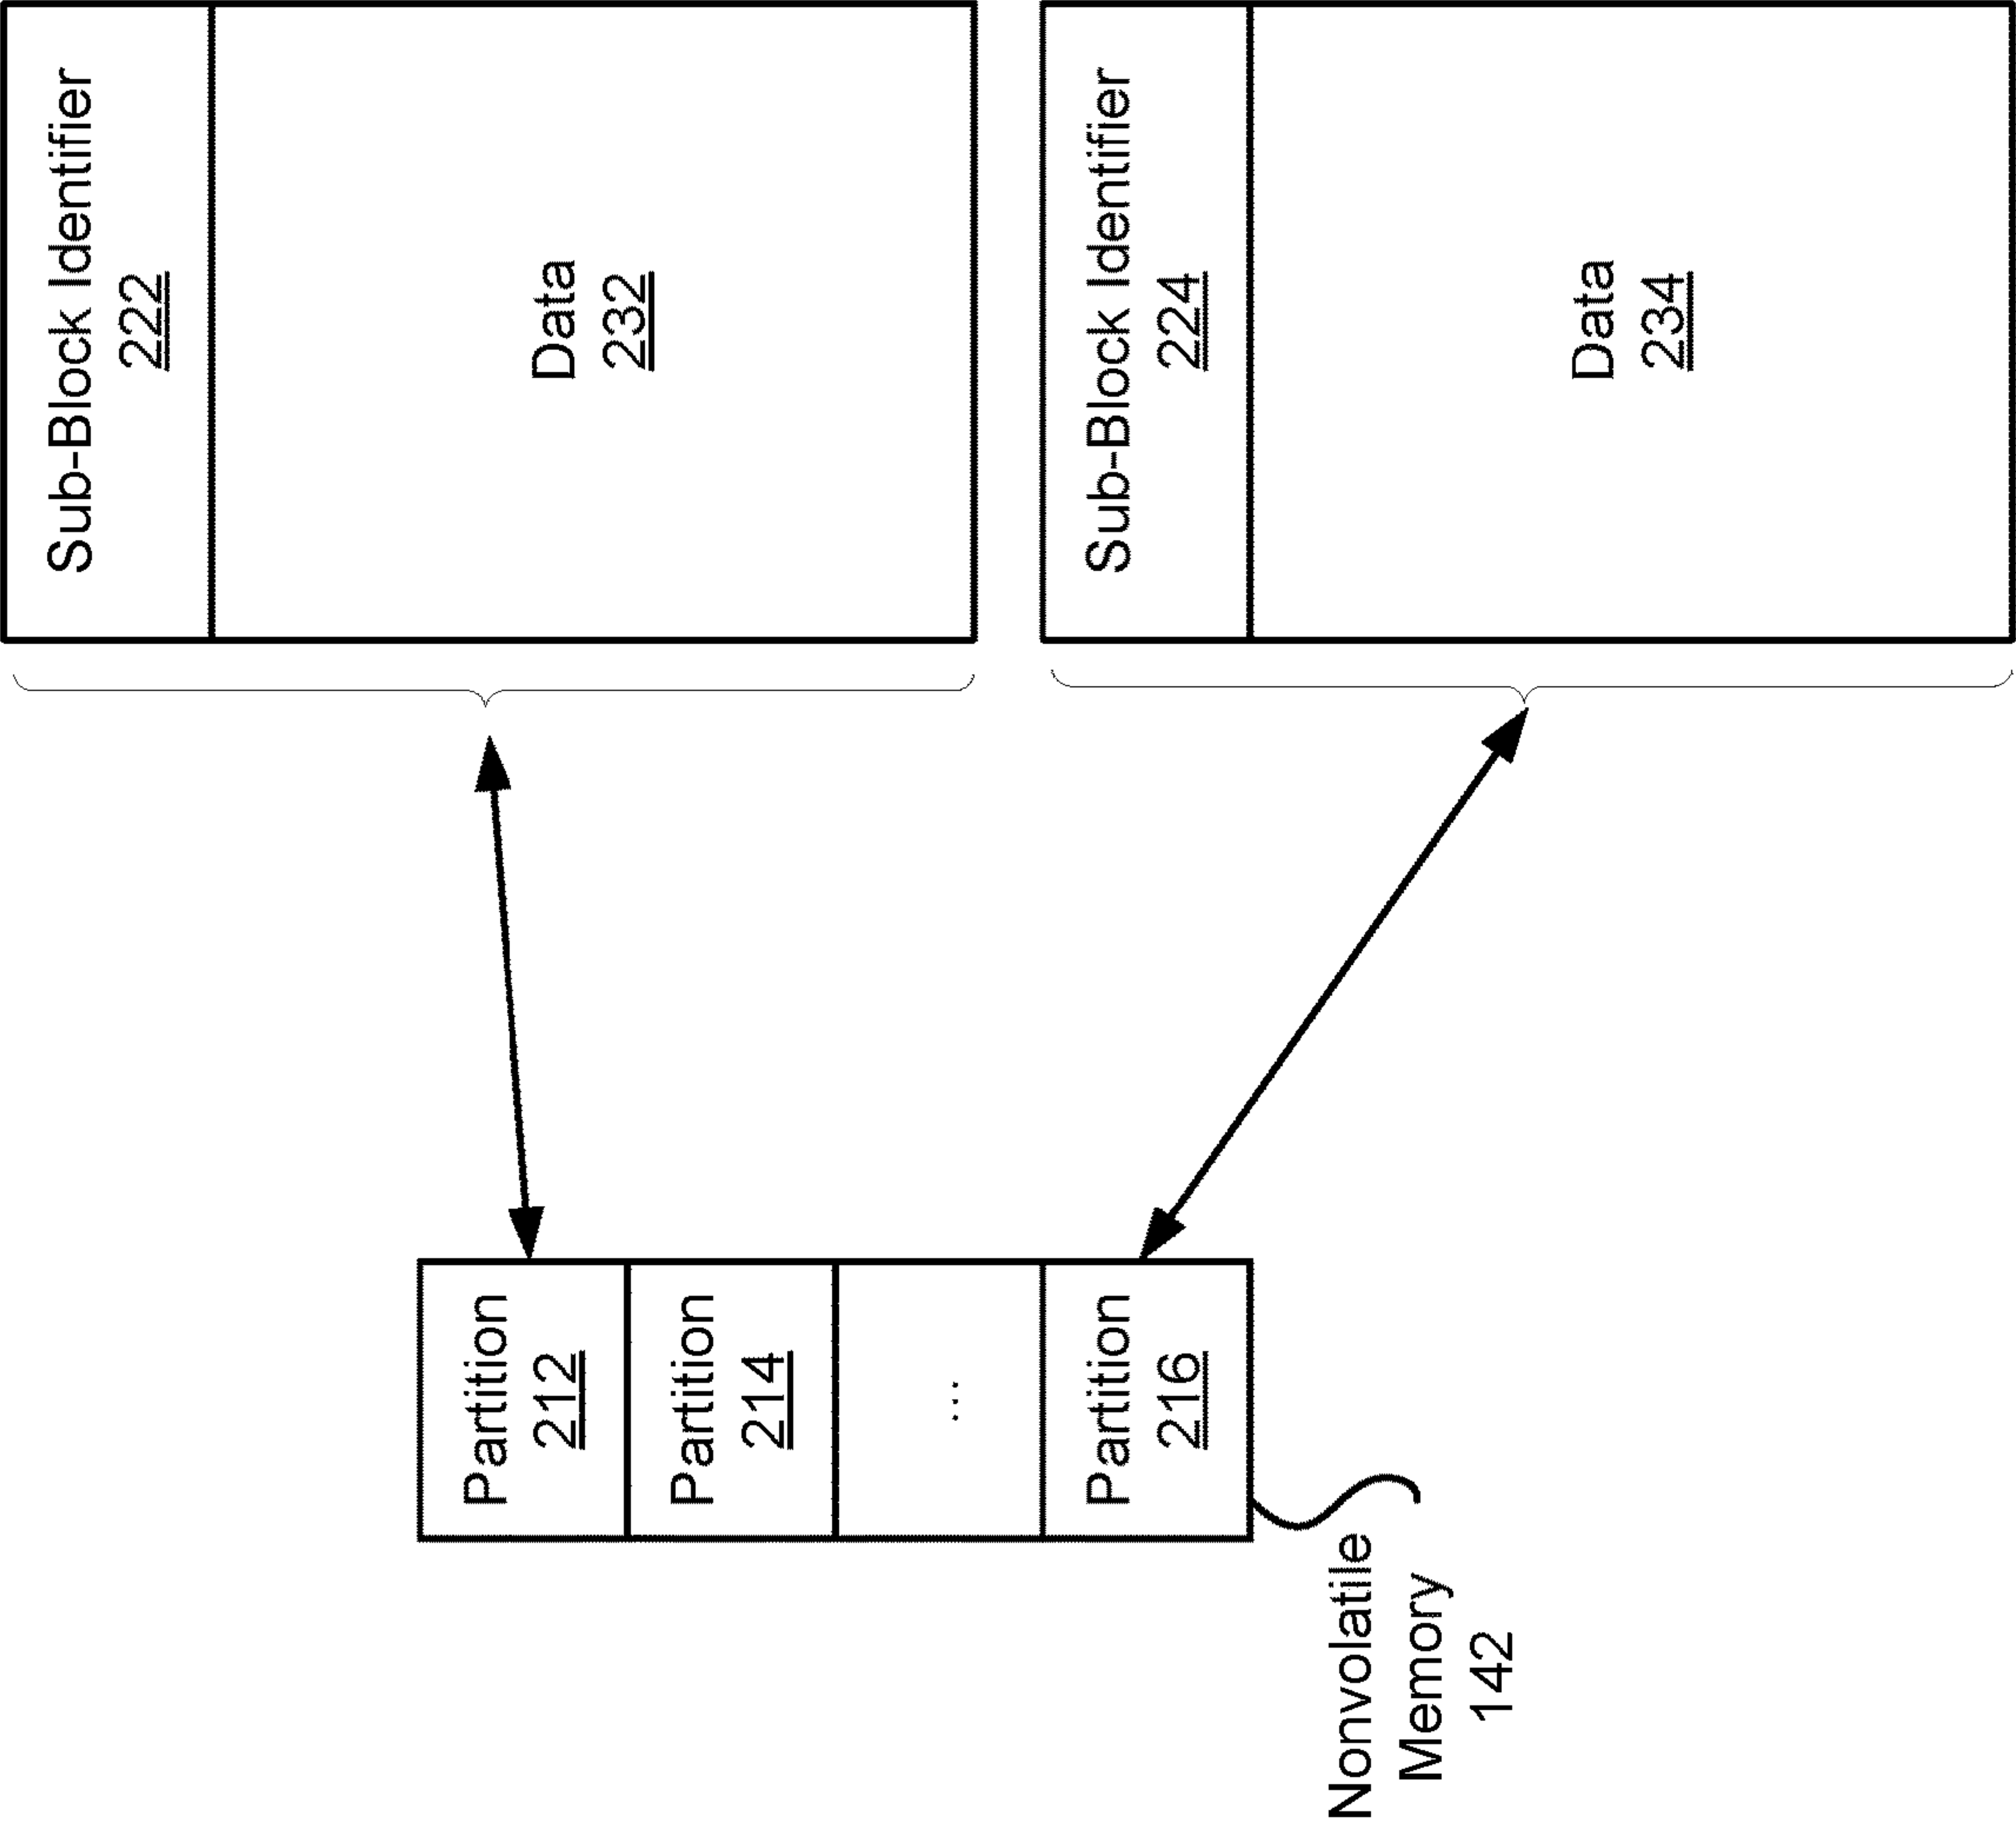 Partition
212
Partition
214
...
Partition
216
Nonvolatile
Memory
142
Sub-Block Identifier
222
Data
232
Sub-Block Identifier
224
Data
234